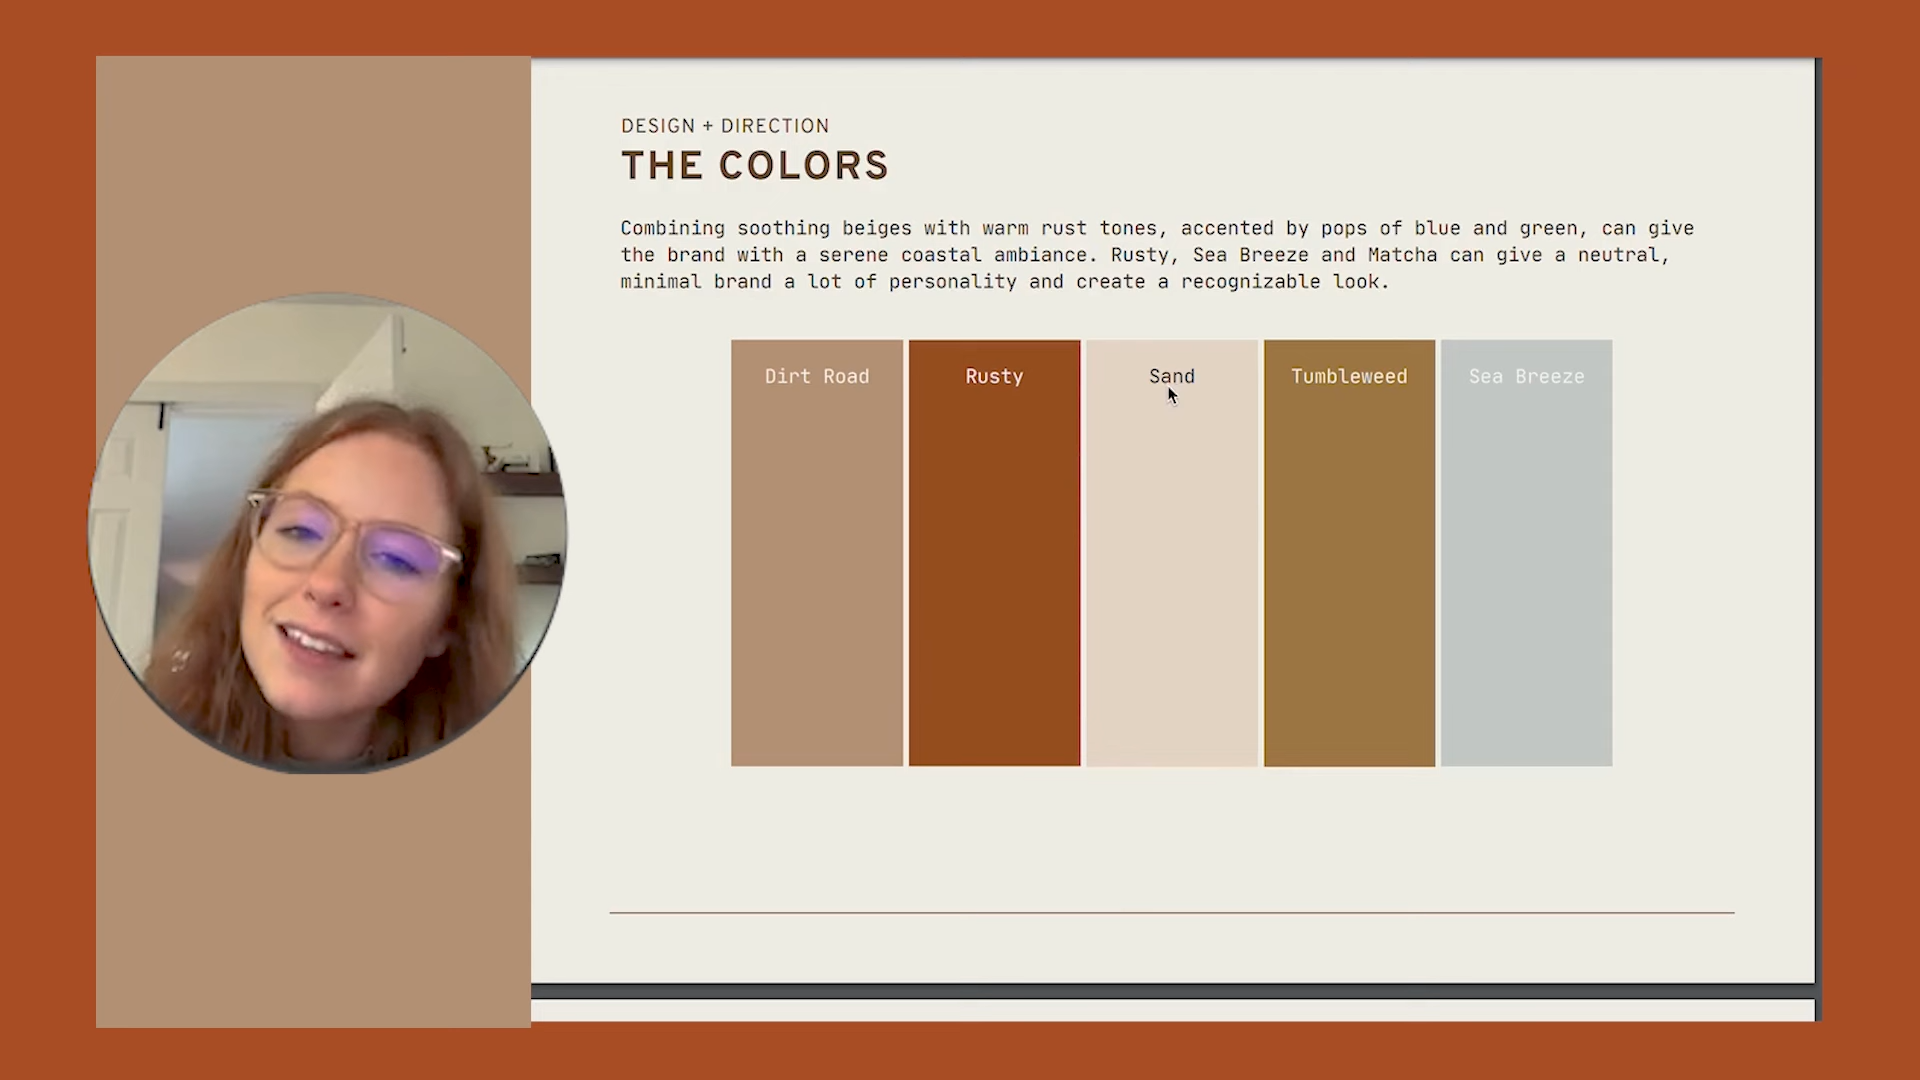 DESIGN + DIRECTION
THE COLORS
Combining soothing beiges with warm rust tones, accented by pops of blue and green, can give
the brand with a serene coastal ambiance. Rusty, Sea Breeze and Matcha can give a neutral,
minimal brand a lot of personality and create a recognizable look.
Dirt Road
Rusty
Sand
Tumbleweed
Sea Breeze